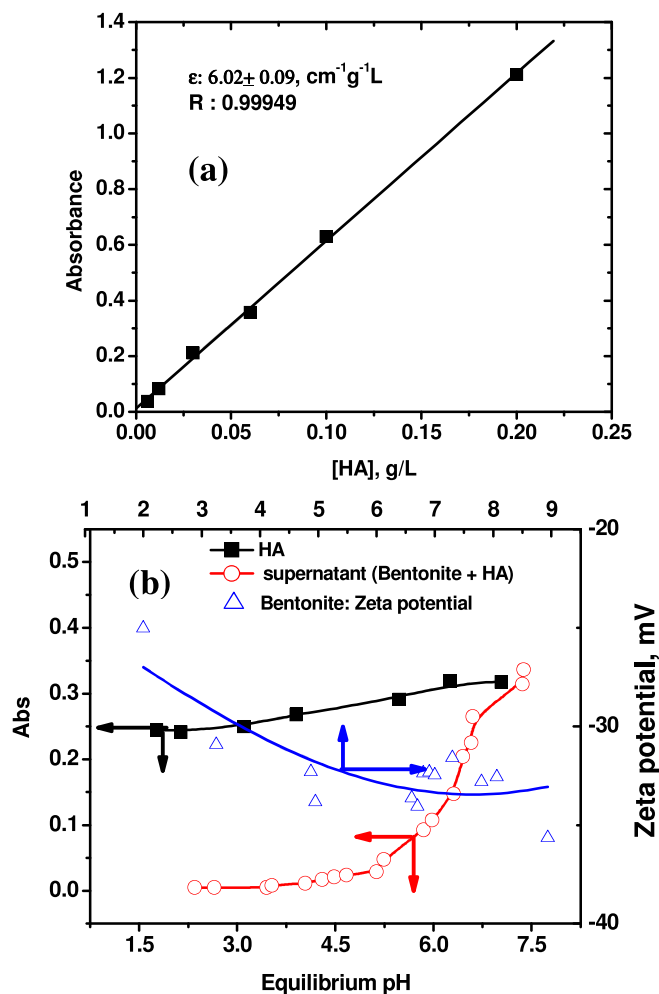 1.4
1.2
1.0
0.8
0.6
0.4
0.2
0.0
Absorbance
ε: 6.02± 0.09, cm⁻¹g⁻¹L
R : 0.99949
(a)
0.00 0.05 0.10 0.15 0.20 0.25
[HA], g/L
1 2 3 4 5 6 7 8 9
0.5
0.4
0.3
0.2
0.1
0.0
Abs
(b)
HA
supernatant (Bentonite + HA)
Bentonite: Zeta potential
-20
-30
-40
Zeta potential, mV
1.5 3.0 4.5 6.0 7.5
Equilibrium pH